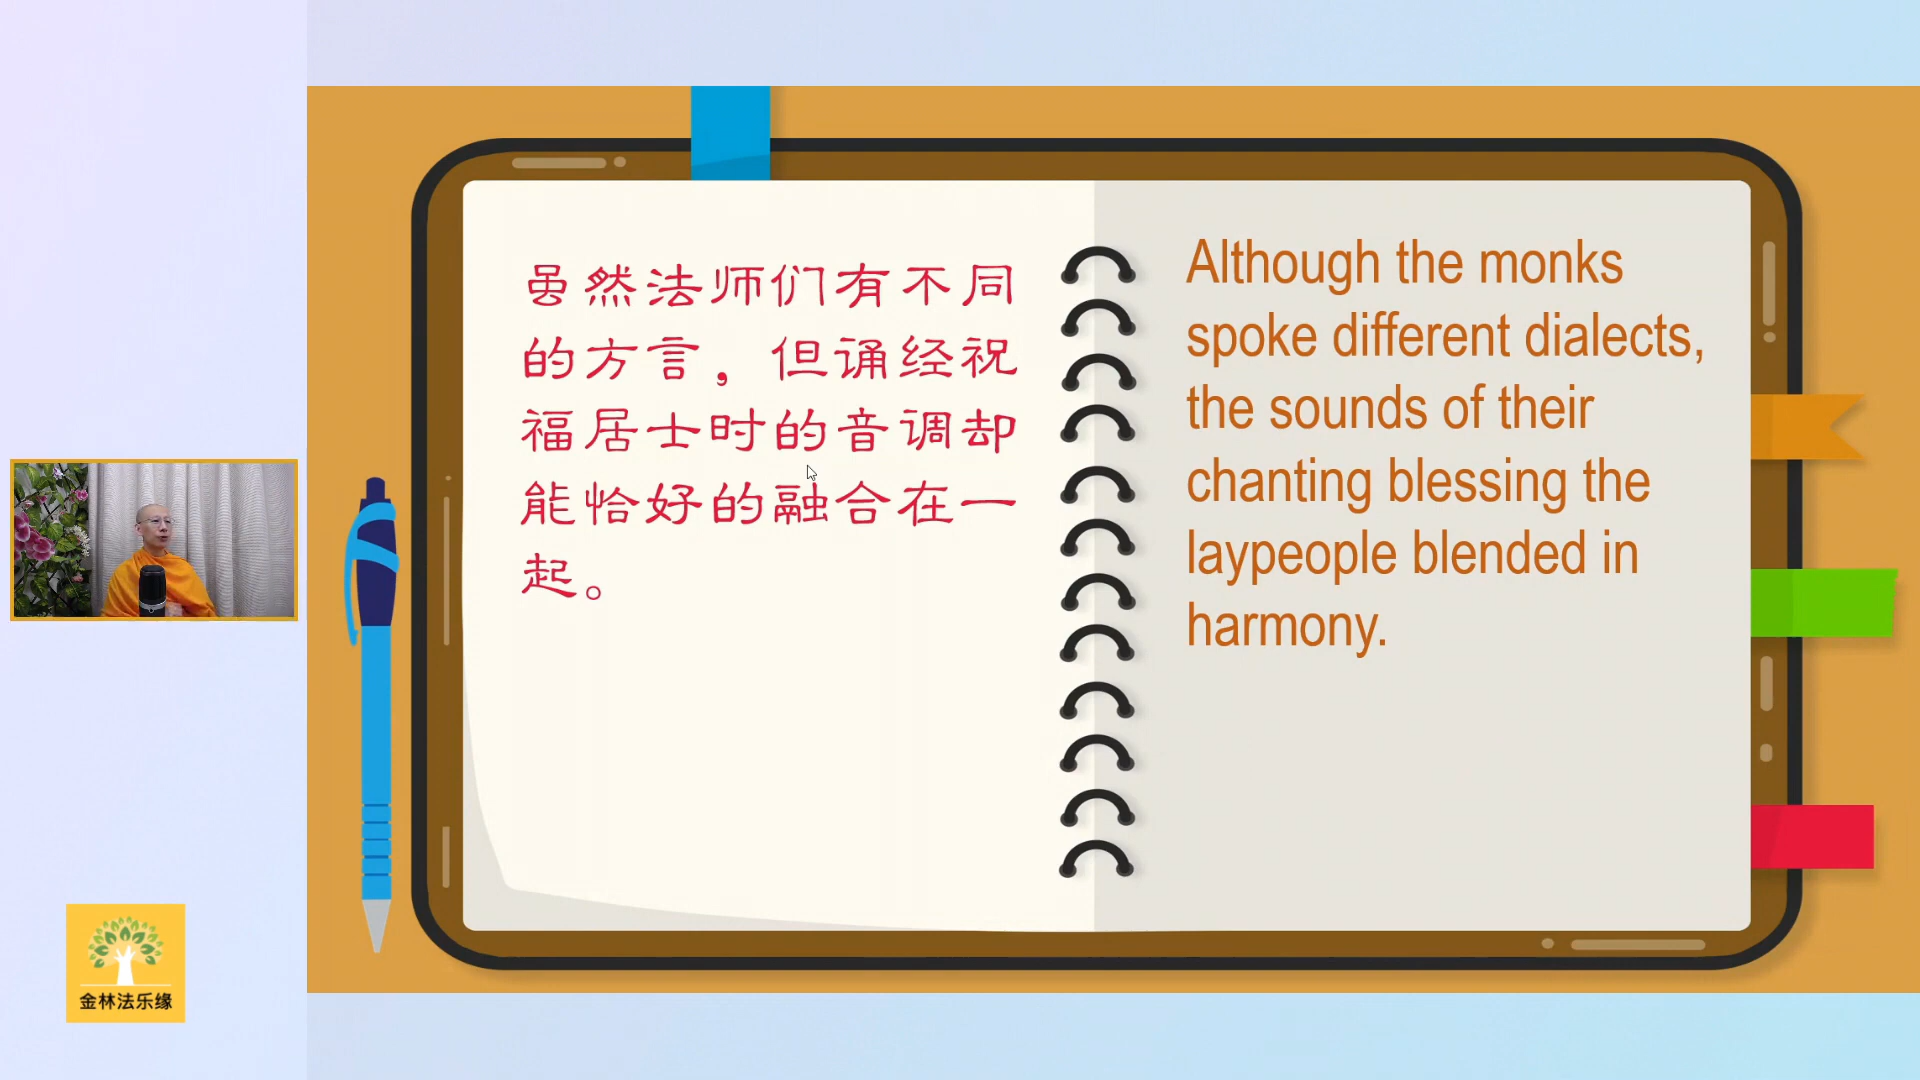 虽然法师们有不同
的方言，但诵经祝
福居士时的音调却
能恰好的融合在一
起。
Although the monks
spoke different dialects,
the sounds of their
chanting blessing the
laypeople blended in
harmony.
金林法乐缘